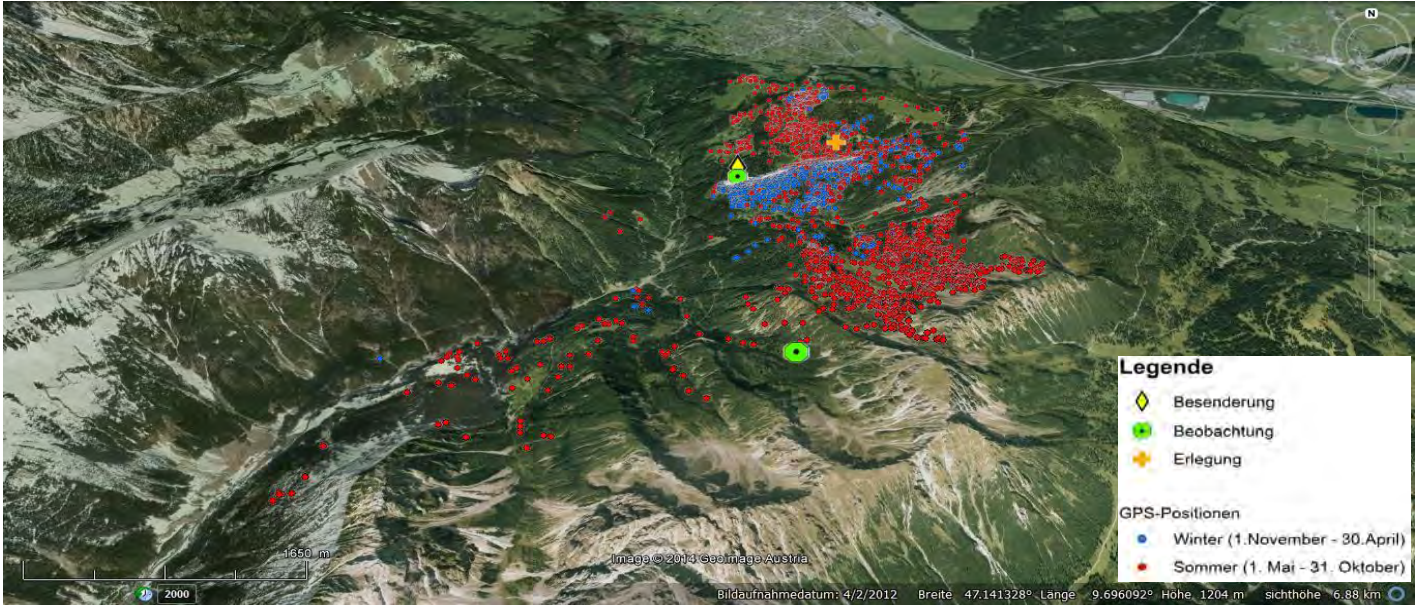 N
Legende
Besenderung
Beobachtung
Erlegung
GPS-Positionen
Winter (1.November - 30.April)
Sommer (1. Mai - 31. Oktober)
1650 m
Image © 2014 Geoimage Austria
2000
Bildaufnahmedatum: 4/2/2012 Breite 47.141328° Länge 9.696092° Höhe 1204 m sichthöhe 6.88 km